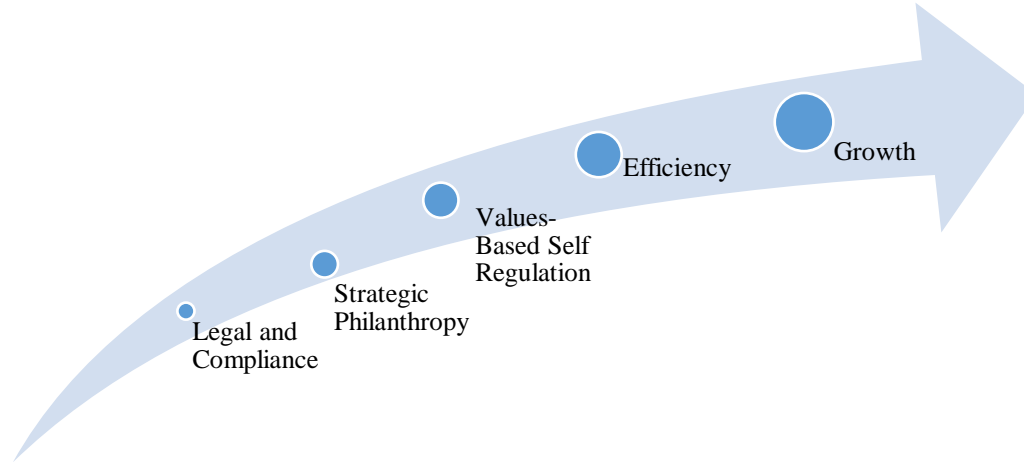 Legal and
Compliance
Strategic
Philanthropy
Values-
Based Self
Regulation
Efficiency
Growth